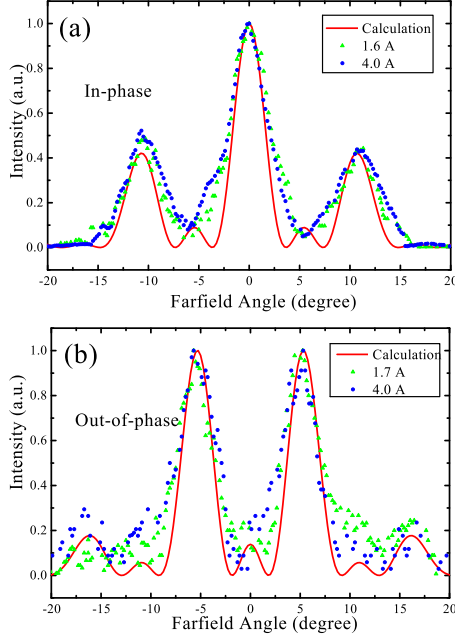 (a)
Calculation
1.6 A
4.0 A
In-phase
Intensity (a.u.)
1.0
0.8
0.6
0.4
0.2
0.0
-20 -15 -10 -5 0 5 10 15 20
Farfield Angle (degree)
(b)
Calculation
1.7 A
4.0 A
Out-of-phase
Intensity (a.u.)
1.0
0.8
0.6
0.4
0.2
0.0
-20 -15 -10 -5 0 5 10 15 20
Farfield Angle (degree)